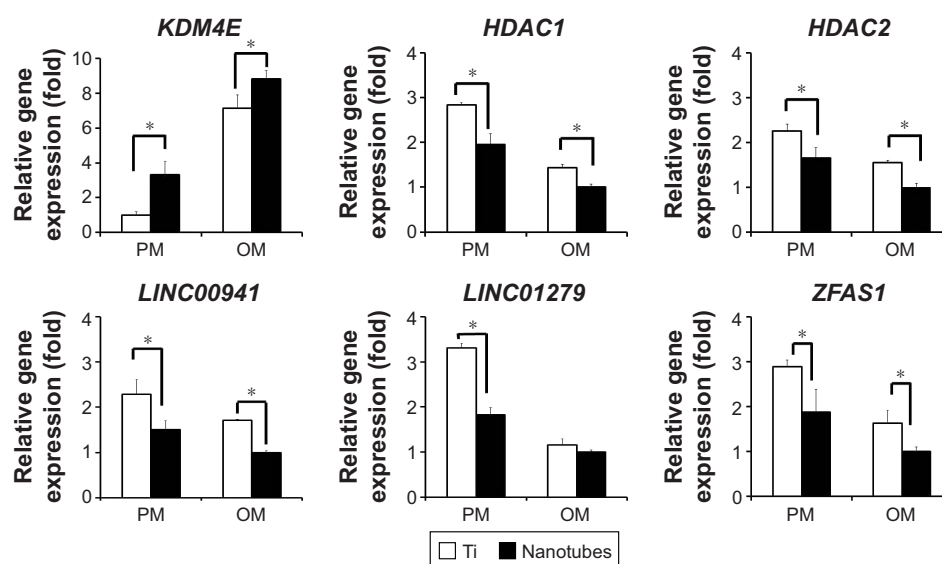 KDM4E
HDAC1
HDAC2
Relative gene
expression (fold)
10
8
6
4
2
0
*
*
PM
OM
Relative gene
expression (fold)
4
3
2
1
0
*
*
PM
OM
Relative gene
expression (fold)
4
3
2
1
0
*
*
PM
OM
LINC00941
LINC01279
ZFAS1
Relative gene
expression (fold)
4
3
2
1
0
*
*
PM
OM
Relative gene
expression (fold)
4
3
2
1
0
*
PM
OM
Relative gene
expression (fold)
4
3
2
1
0
*
*
PM
OM
Ti
Nanotubes